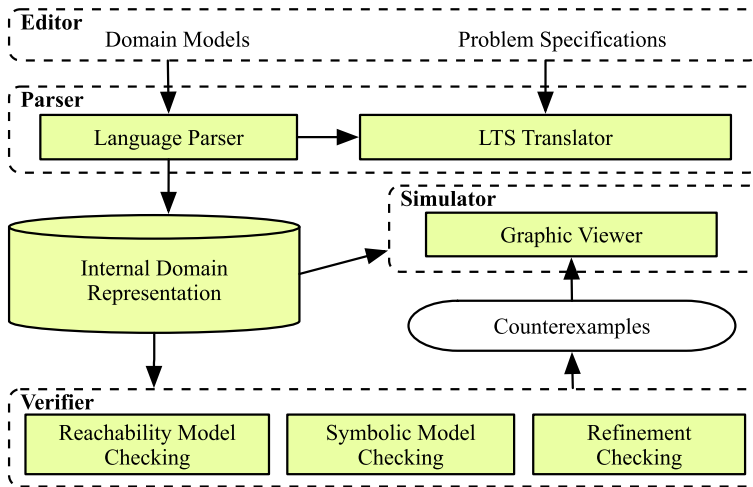 Editor
Domain Models
Problem Specifications
Parser
Language Parser
LTS Translator
Simulator
Graphic Viewer
Internal Domain
Representation
Counterexamples
Verifier
Reachability Model
Checking
Symbolic Model
Checking
Refinement
Checking